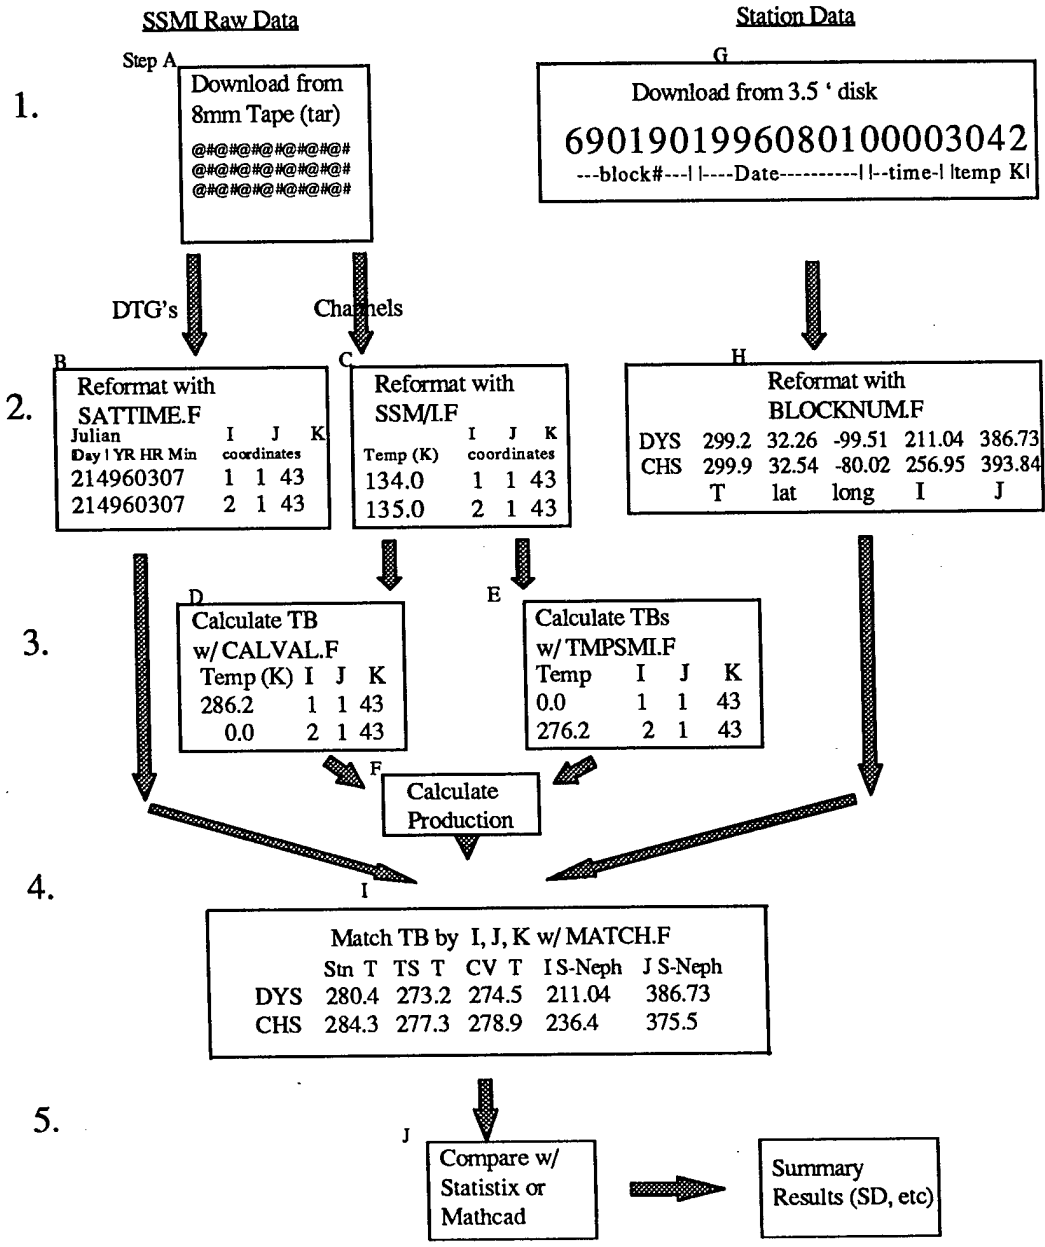 SSMI Raw Data
Station Data
Step A
G
1.
Download from
8mm Tape (tar)
@#@#@#@#@#@#@#@#
@#@#@#@#@#@#@#@#
@#@#@#@#@#@#@#@#
Download from 3.5 ‘ disk
6901901996080100003042
---block#---| |----Date----------| |--time-| |temp K|
DTG's
Channels
B
C
H
2.
Reformat with
SATTIME.F
Julian I J K
Day | YR HR Min coordinates
214960307 1 1 43
214960307 2 1 43
Reformat with
SSM/I.F
I J K
Temp (K) coordinates
134.0 1 1 43
135.0 2 1 43
Reformat with
BLOCKNUM.F
DYS 299.2 32.26 -99.51 211.04 386.73
CHS 299.9 32.54 -80.02 256.95 393.84
T lat long I J
D
E
3.
Calculate TB
w/ CALVAL.F
Temp (K) I J K
286.2 1 1 43
0.0 2 1 43
Calculate TBs
w/ TMPSMI.F
Temp I J K
0.0 1 1 43
276.2 2 1 43
F
Calculate
Production
4.
I
Match TB by I, J, K w/ MATCH.F
Stn T TS T CV T I S-Neph J S-Neph
DYS 280.4 273.2 274.5 211.04 386.73
CHS 284.3 277.3 278.9 236.4 375.5
5.
J
Compare w/
Statistix or
Mathcad
Summary
Results (SD, etc)